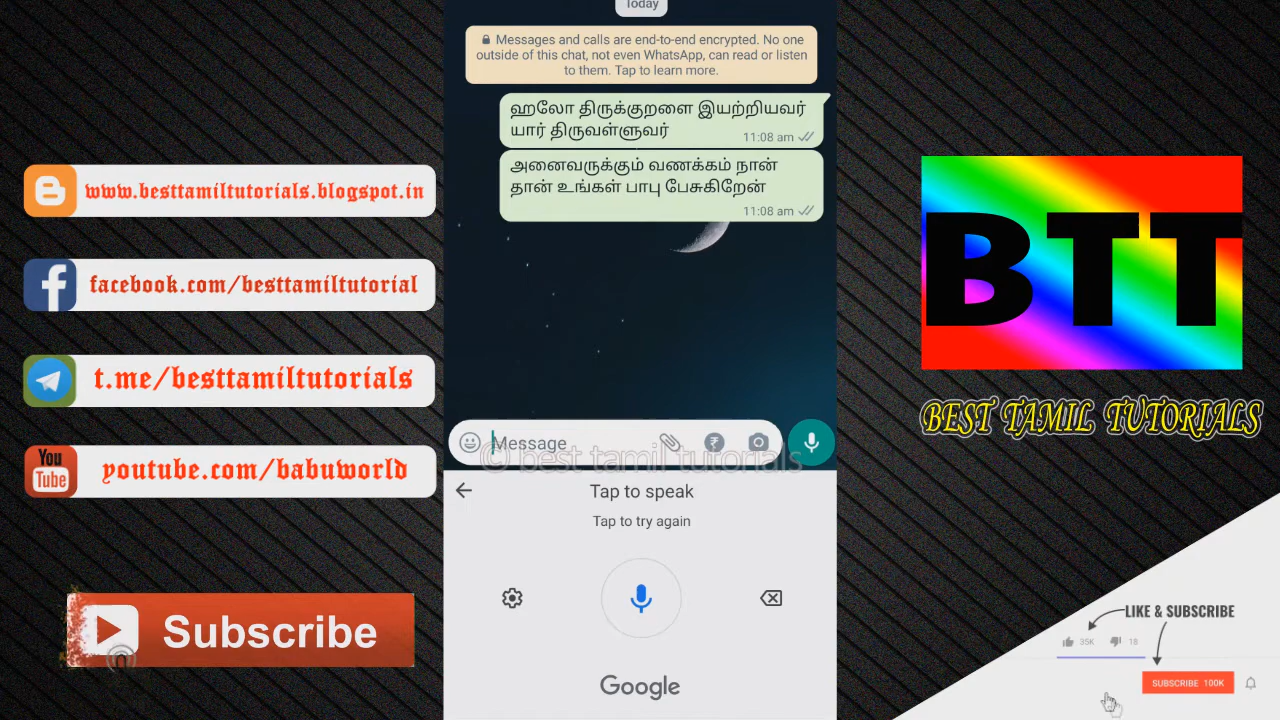 Today
Messages and calls are end-to-end encrypted. No one
outside of this chat, not even WhatsApp, can read or listen
to them. Tap to learn more.
ஹலோ திருக்குறளை இயற்றியவர்
யார் திருவள்ளுவர்
11:08 am
அனைவருக்கும் வணக்கம் நான்
தான் உங்கள் பாபு பேசுகிறேன்
11:08 am
Message
© best tamil tutorials
Tap to speak
Tap to try again
Google
www.besttamiltutorials.blogspot.in
facebook.com/besttamiltutorial
t.me/besttamiltutorials
You
Tube
youtube.com/babuworld
Subscribe
BTT
BEST TAMIL TUTORIALS
LIKE & SUBSCRIBE
35K
18
SUBSCRIBE 100K